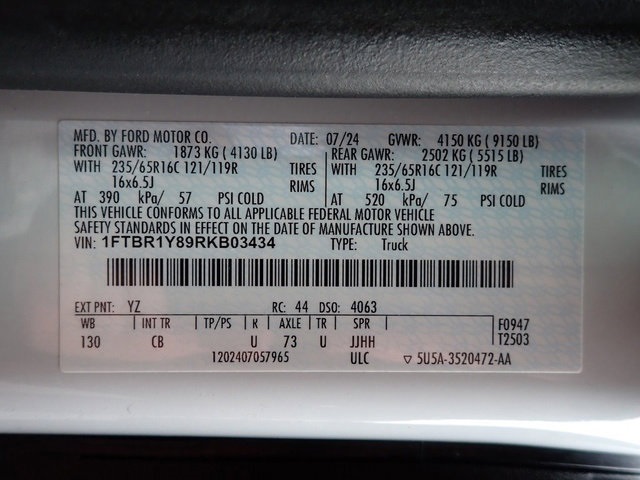 MFD. BY FORD MOTOR CO. DATE: 07/24 GVWR: 4150 KG ( 9150 LB)
FRONT GAWR: 1873 KG ( 4130 LB) REAR GAWR: 2502 KG ( 5515 LB)
WITH 235/65R16C 121/119R TIRES WITH 235/65R16C 121/119R TIRES
16x6.5J RIMS 16x6.5J RIMS
AT 390 kPa/ 57 PSI COLD AT 520 kPa/ 75 PSI COLD
THIS VEHICLE CONFORMS TO ALL APPLICABLE FEDERAL MOTOR VEHICLE
SAFETY STANDARDS IN EFFECT ON THE DATE OF MANUFACTURE SHOWN ABOVE.
VIN: 1FTBR1Y89RKB03434 TYPE: Truck
EXT PNT: YZ RC: 44 DSO: 4063
WB INT TR TP/PS R AXLE TR SPR F0947
130 CB U 73 U JJHH T2503
1202407057965 ULC ▽ 5U5A-3520472-AA